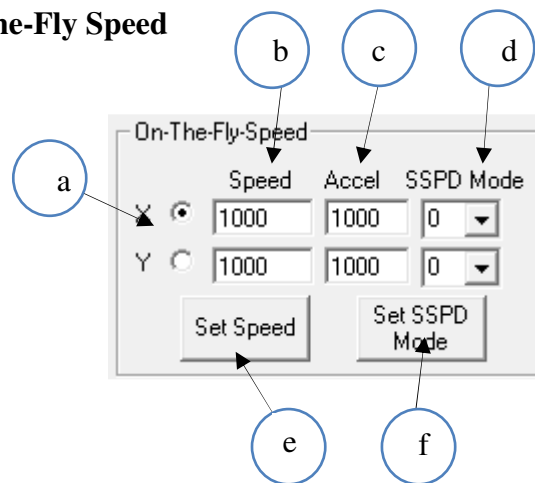 ne-Fly Speed
b c d
On-The-Fly-Speed
a
Speed Accel SSPD Mode
X 1000 1000 0
Y 1000 1000 0
Set Speed
Set SSPD
Mode
e f